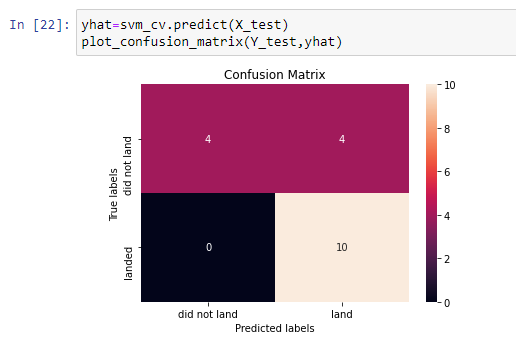 In [22]: yhat=svm_cv.predict(X_test)
plot_confusion_matrix(Y_test,yhat)
Confusion Matrix
True labels
did not land
landed
4 4
0 10
did not land land
Predicted labels
10
8
6
4
2
0